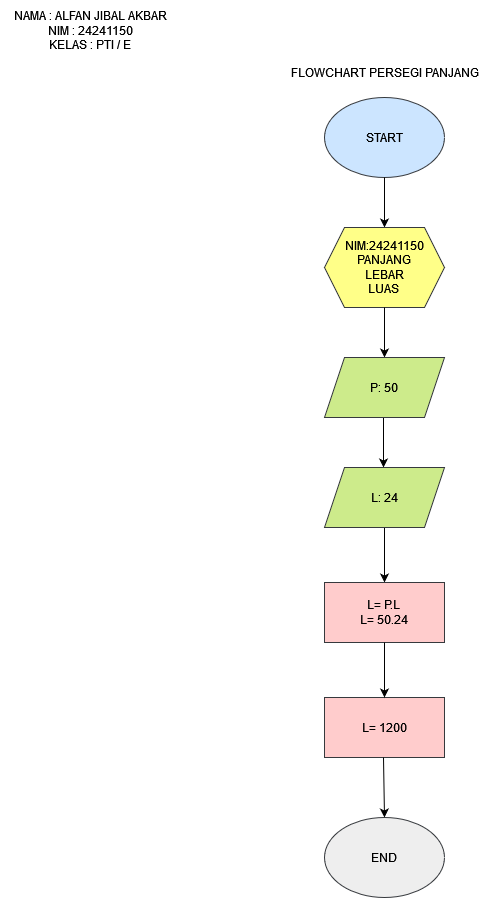 NAMA : ALFAN JIBAL AKBAR
NIM : 24241150
KELAS : PTI / E
FLOWCHART PERSEGI PANJANG
START
NIM:24241150
PANJANG
LEBAR
LUAS
P: 50
L: 24
L= P.L
L= 50.24
L= 1200
END